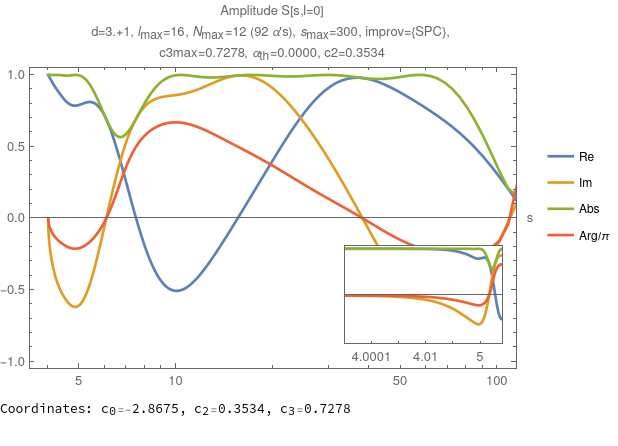 Amplitude S[s,l=0]
d=3.+1, lmax=16, Nmax=12 (92 α's), smax=300, improv={SPC},
c3max=0.7278, αth=0.0000, c2=0.3534
1.0
0.5
0.0
−0.5
−1.0
s
Re
Im
Abs
Arg/π
4.0001 4.01 5
5 10 50 100
Coordinates: c0=-2.8675, c2=0.3534, c3=0.7278